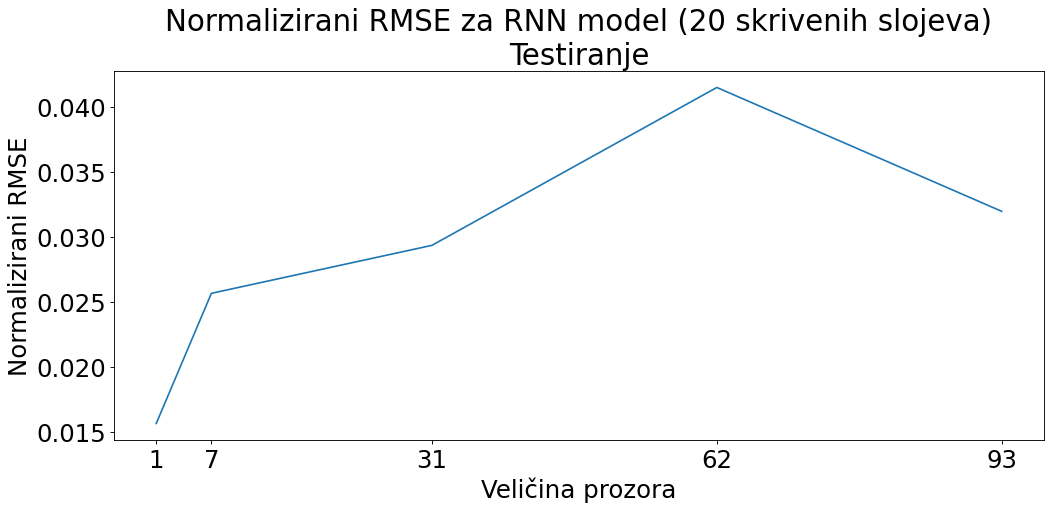 Normalizirani RMSE za RNN model (20 skrivenih slojeva)
Testiranje
Normalizirani RMSE
0.040
0.035
0.030
0.025
0.020
0.015
1 7 31 62 93
Veličina prozora